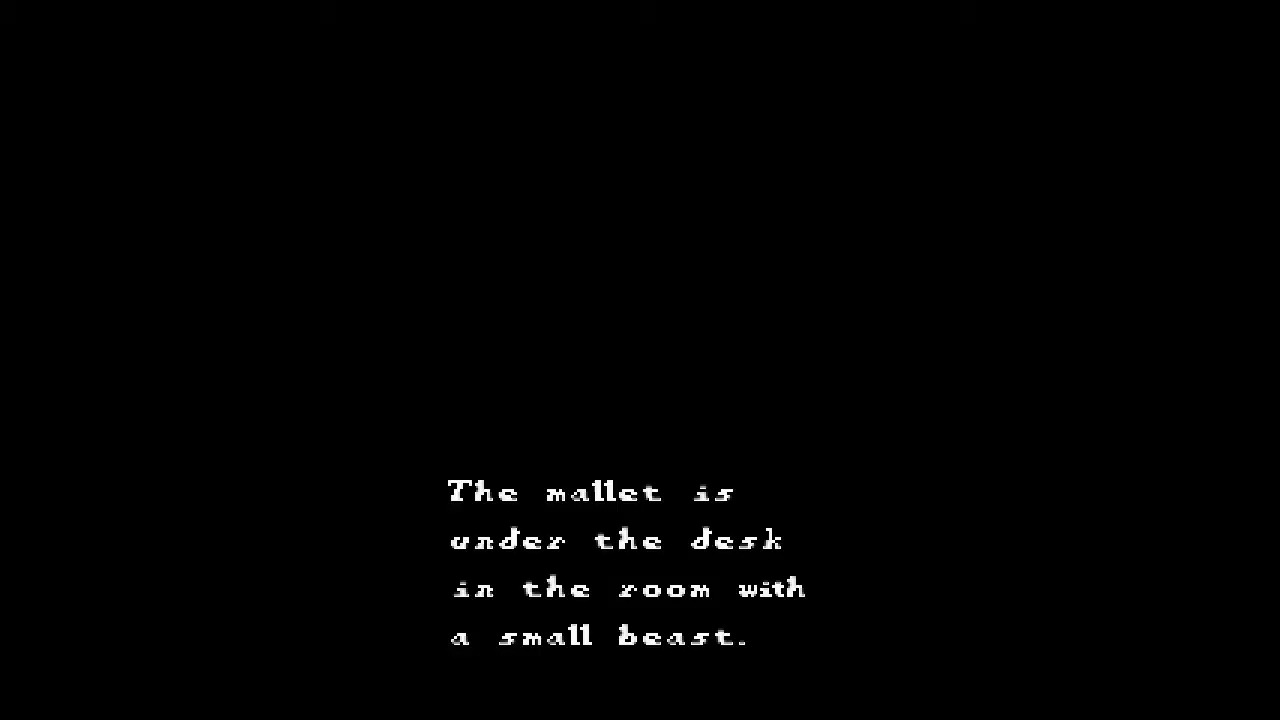 The mallet is
under the desk
in the room with
a small beast.